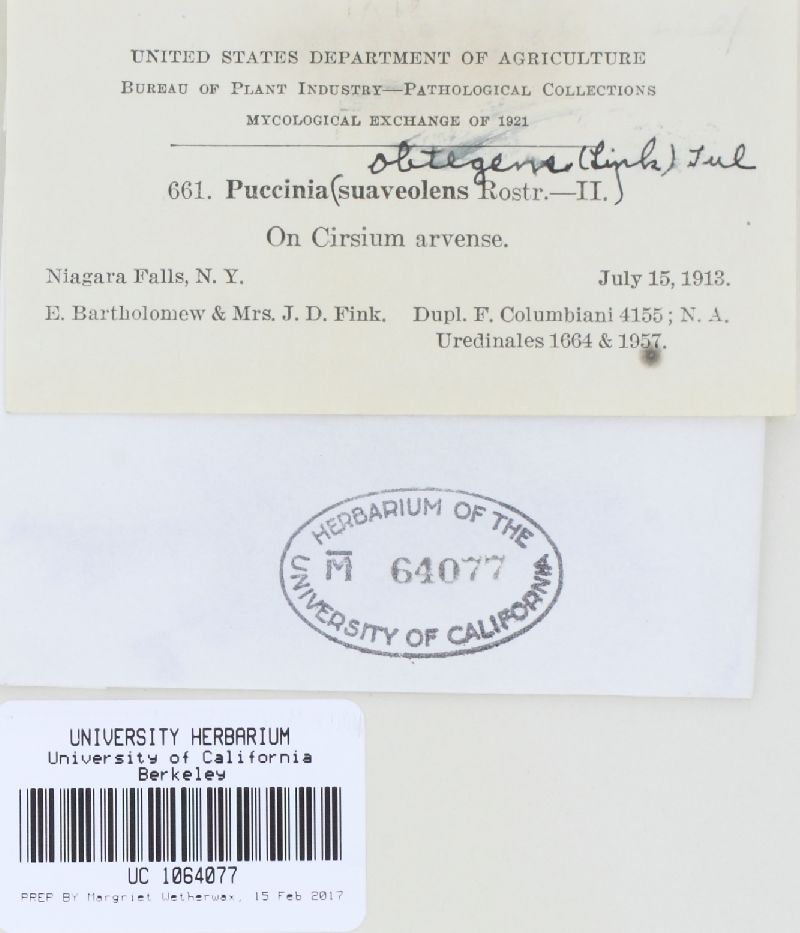 UNITED STATES DEPARTMENT OF AGRICULTURE
BUREAU OF PLANT INDUSTRY—PATHOLOGICAL COLLECTIONS
MYCOLOGICAL EXCHANGE OF 1921
obtegens (Link) Tul
661. Puccinia (suaveolens Rostr.—II.)
On Cirsium arvense.
Niagara Falls, N. Y. July 15, 1913.
E. Bartholomew & Mrs. J. D. Fink. Dupl. F. Columbiani 4155; N. A.
Uredinales 1664 & 1957.
HERBARIUM OF THE
M 64077
UNIVERSITY OF CALIFORNIA
UNIVERSITY HERBARIUM
University of California
Berkeley
UC 1064077
PREP BY Margriet Wetherwax, 15 Feb 2017